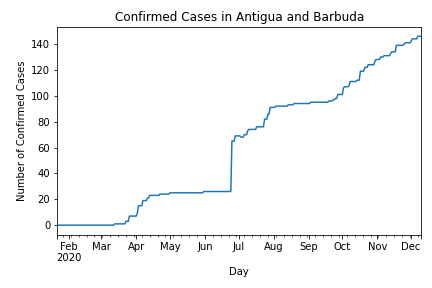 Confirmed Cases in Antigua and Barbuda
Number of Confirmed Cases
140
120
100
80
60
40
20
0
Feb Mar Apr May Jun Jul Aug Sep Oct Nov Dec
2020
Day